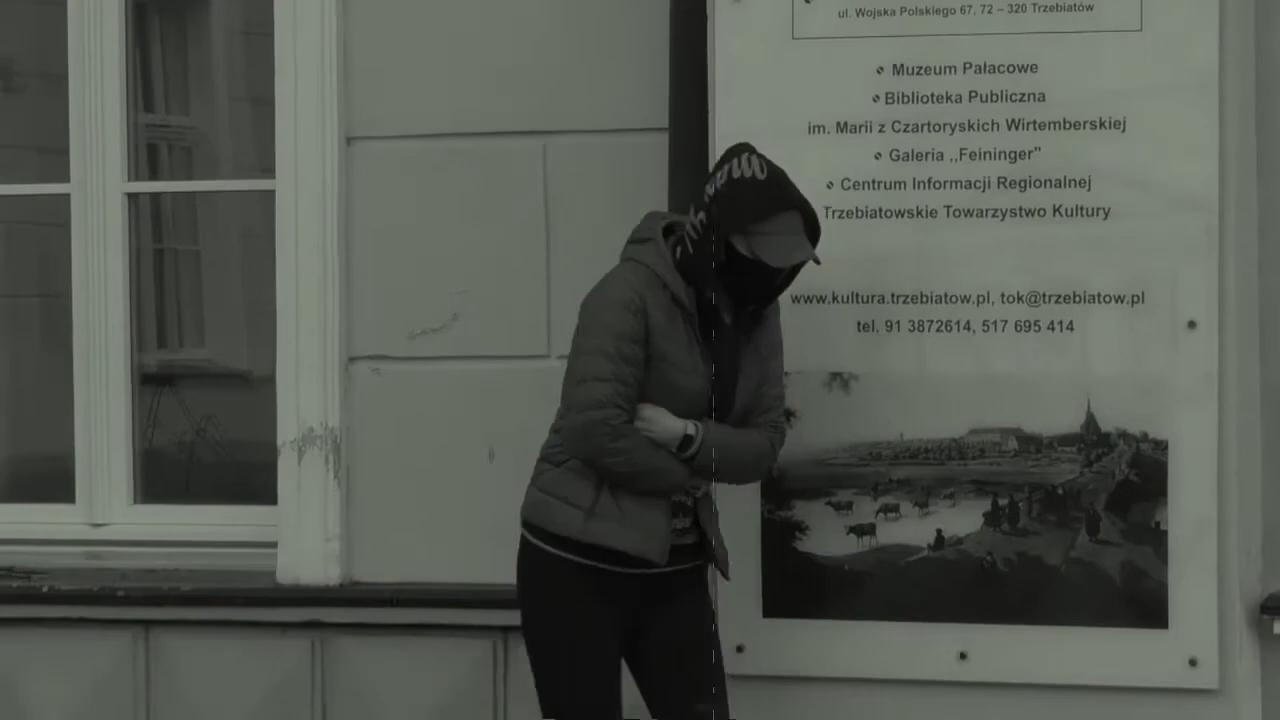 ul. Wojska Polskiego 67, 72 – 320 Trzebiatów
Muzeum Pałacowe
Biblioteka Publiczna
im. Marii z Czartoryskich Wirtemberskiej
Galeria ,,Feininger"
Centrum Informacji Regionalnej
Trzebiatowskie Towarzystwo Kultury
www.kultura.trzebiatow.pl, tok@trzebiatow.pl
tel. 91 3872614, 517 695 414